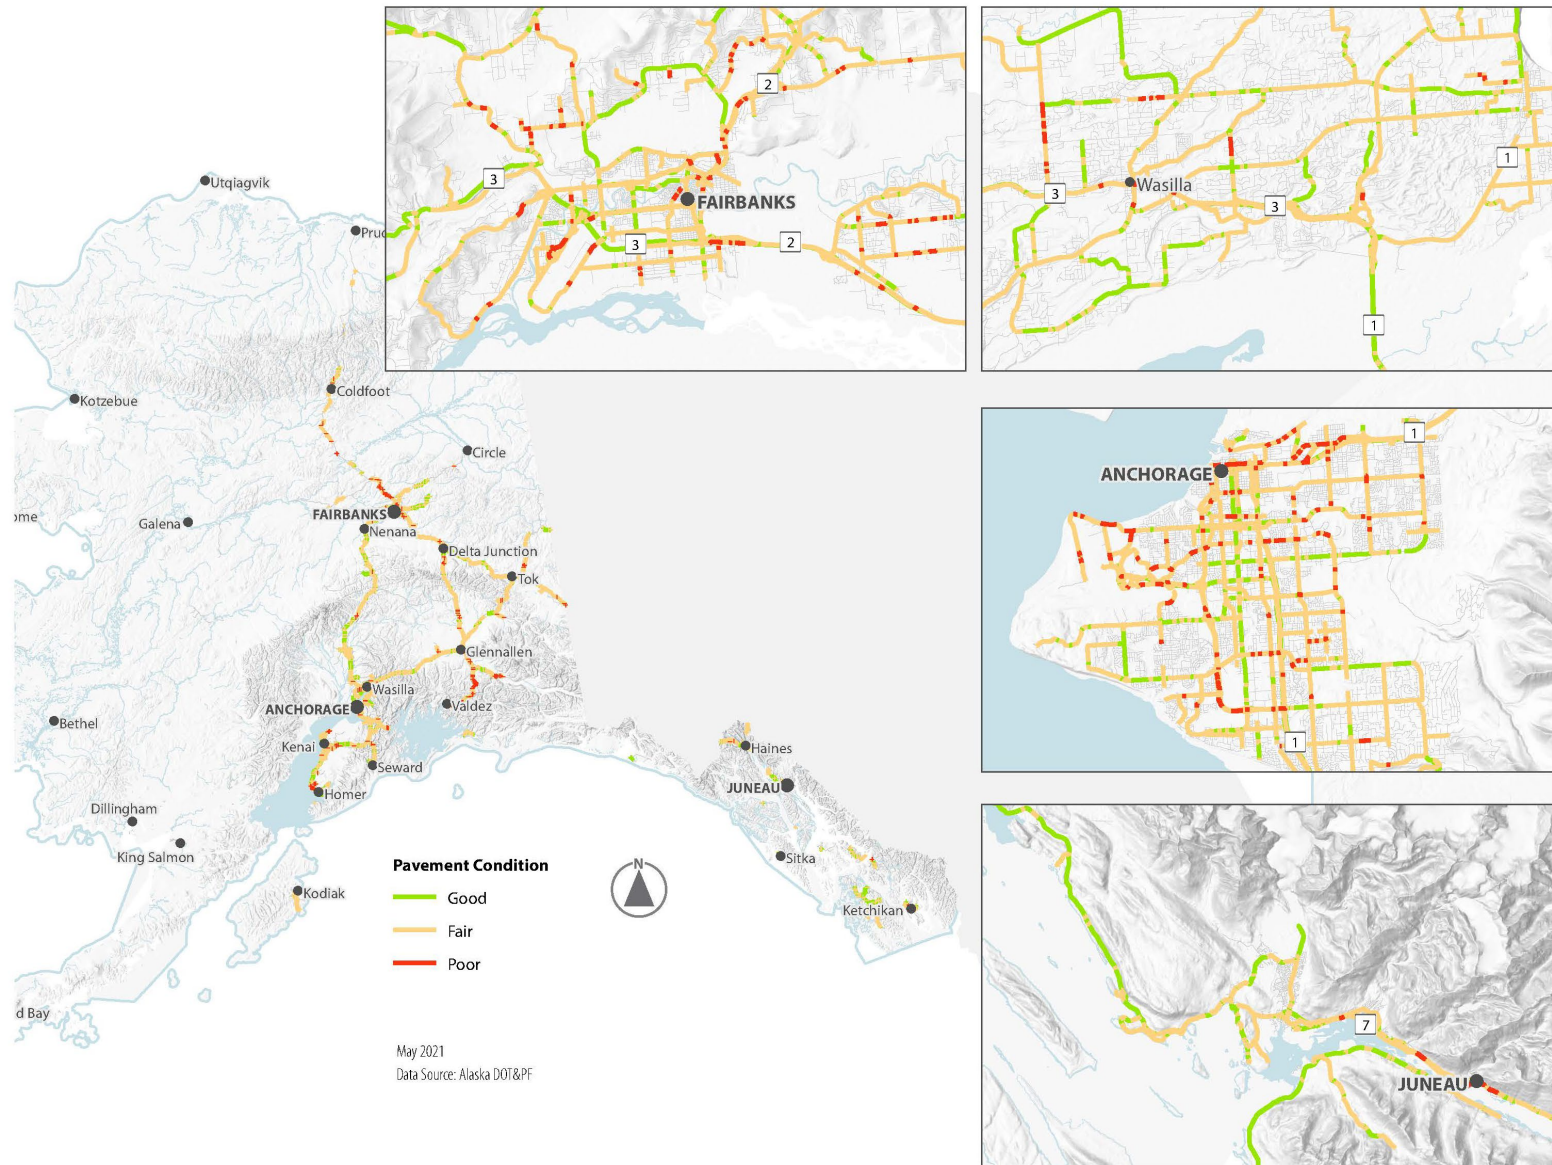 Utqiagvik
Prud
Coldfoot
Kotzebue
Circle
FAIRBANKS
Nenana
Galena
ome
Delta Junction
Tok
Glennallen
Wasilla
ANCHORAGE
Valdez
Bethel
Kenai
Seward
Homer
Dillingham
King Salmon
Kodiak
d Bay
Haines
JUNEAU
Sitka
Ketchikan
Pavement Condition
Good
Fair
Poor
N
May 2021
Data Source: Alaska DOT&PF
2
3
FAIRBANKS
3
2
1
1
3
Wasilla
3
1
1
ANCHORAGE
1
7
JUNEAU